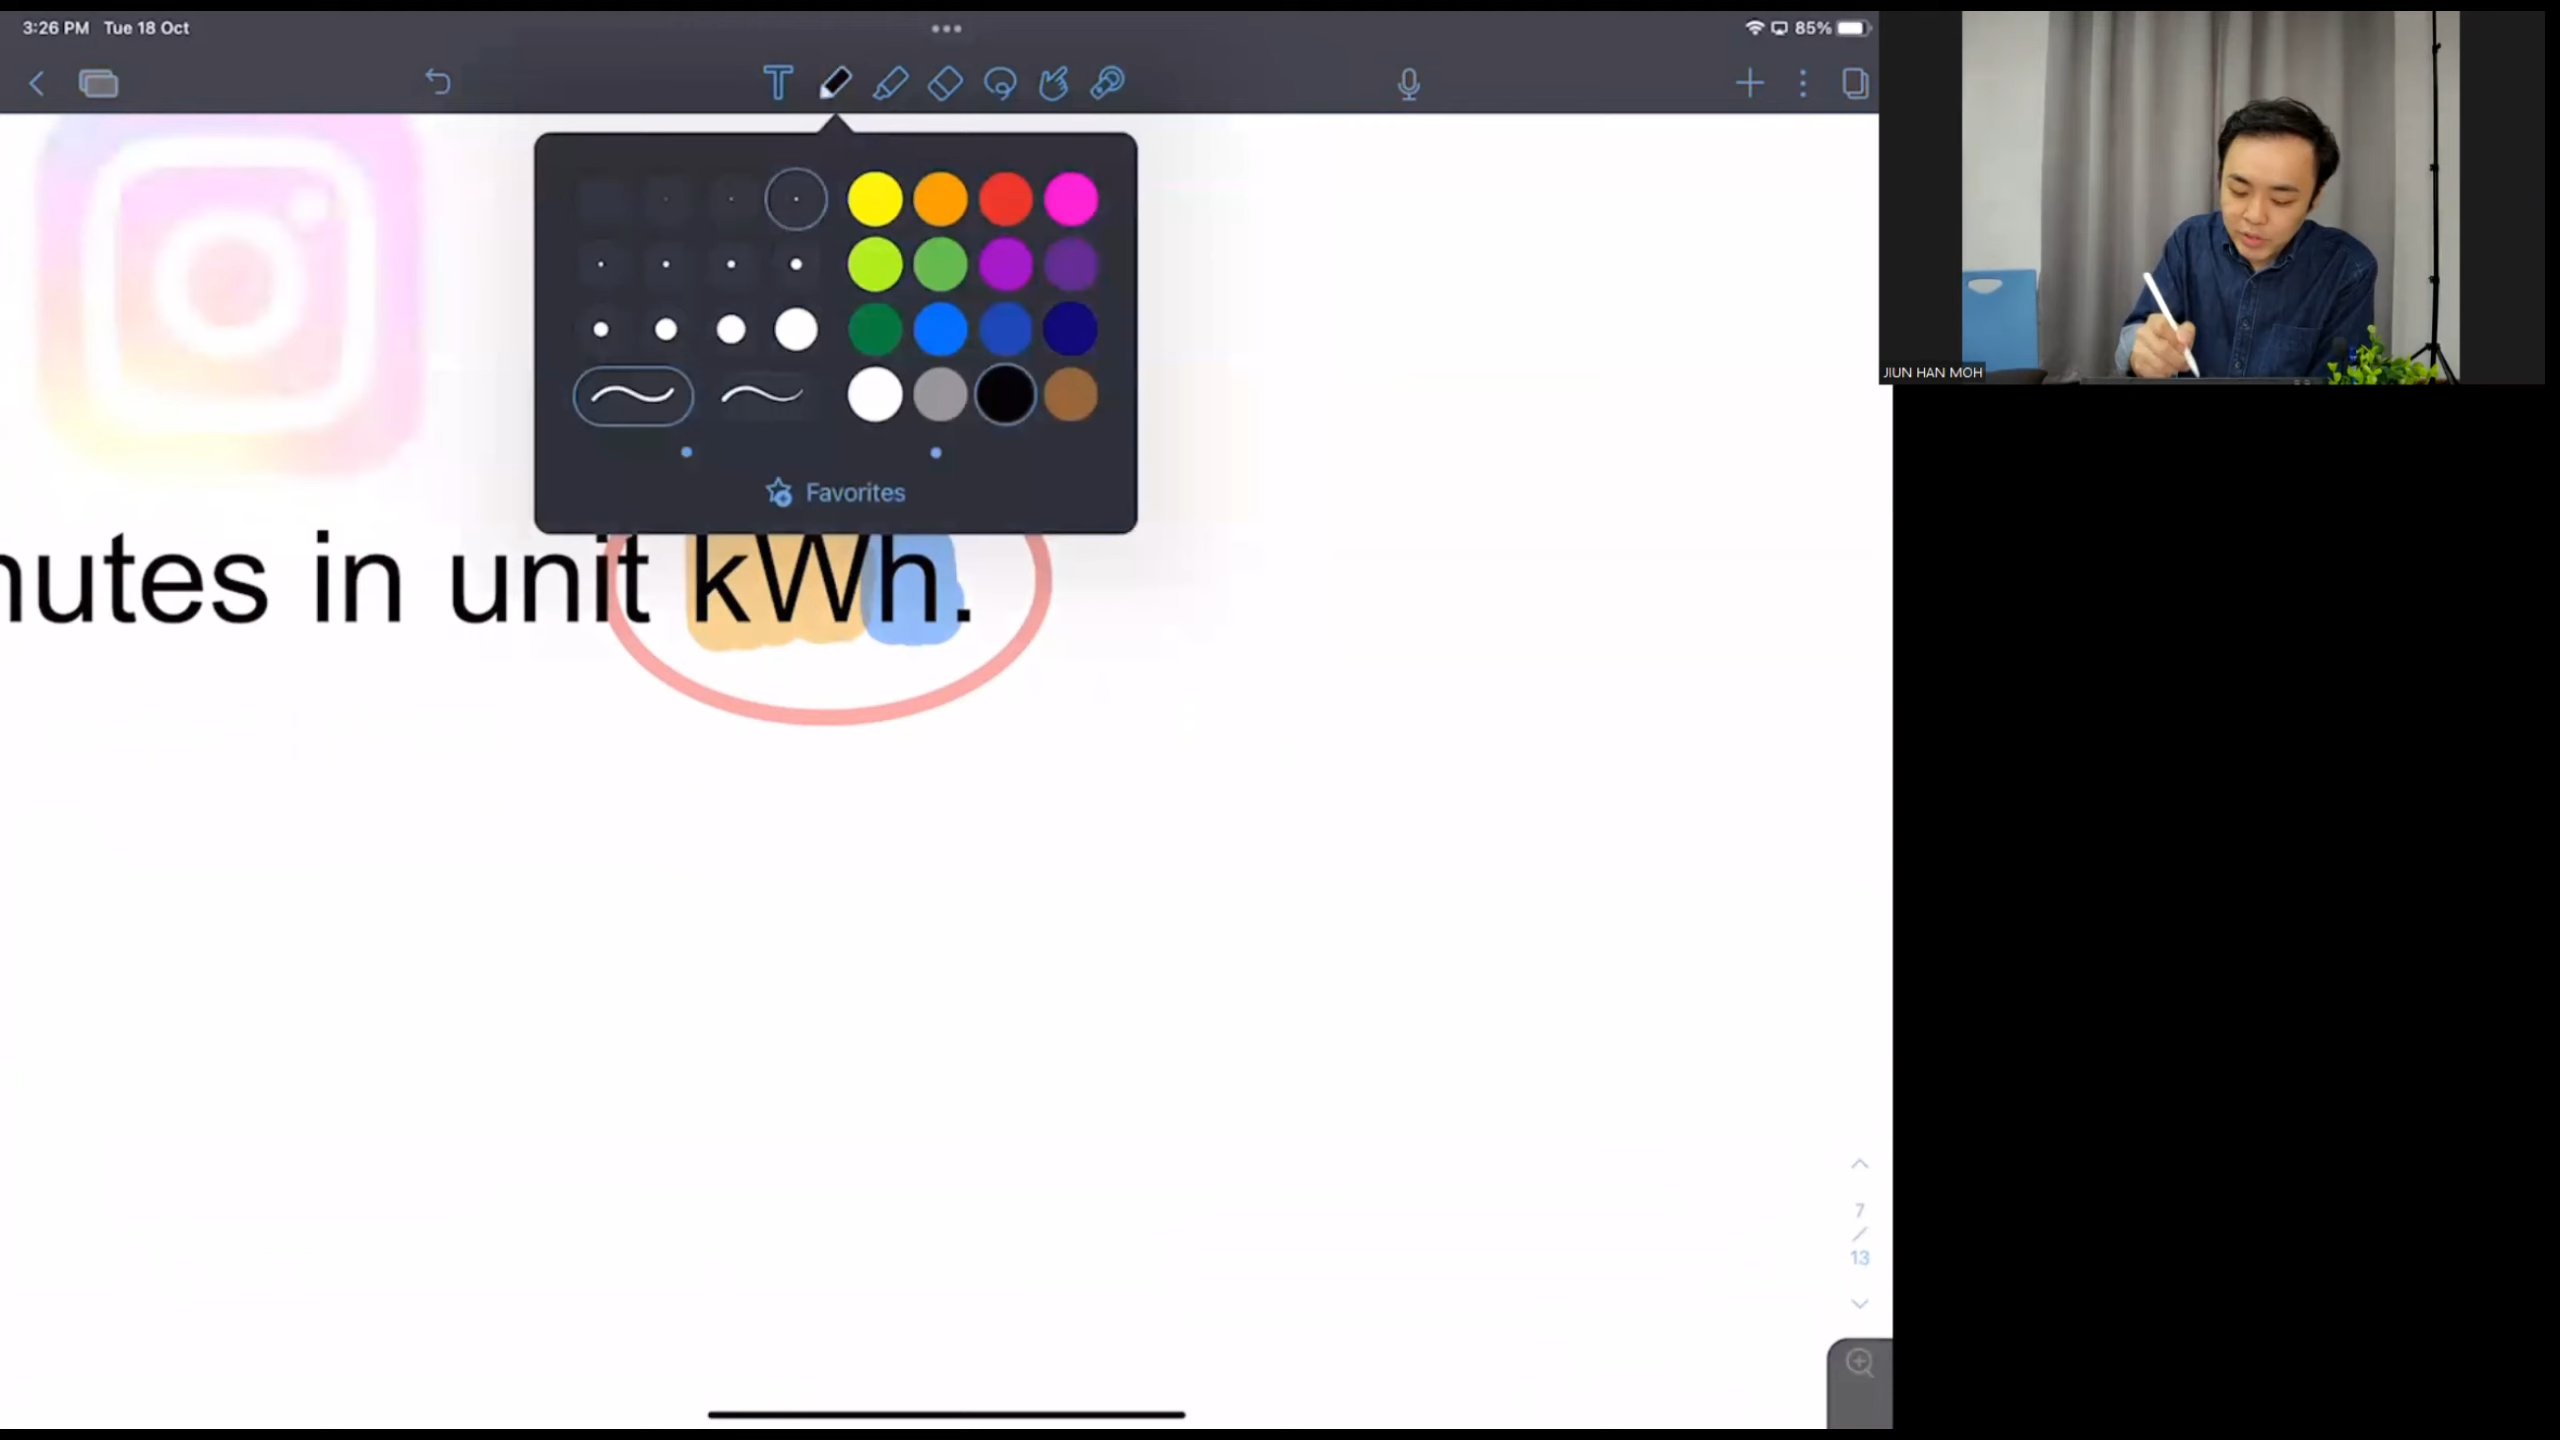 3:26 PM Tue 18 Oct
85%
JIUN HAN MOH
Favorites
nutes in unit kWh.
7
/
13